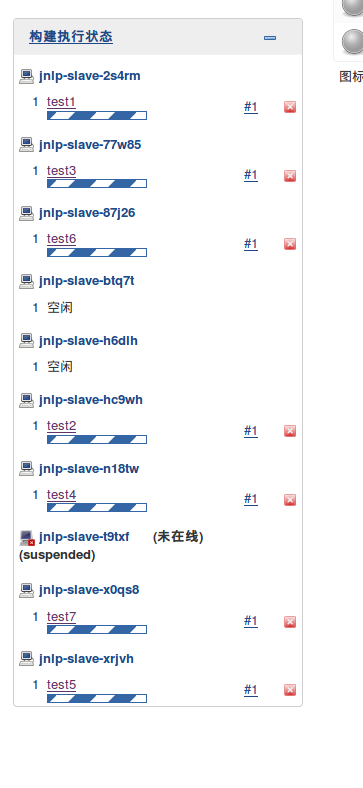 构建执行状态
图标
jnlp-slave-2s4rm
1 test1 #1
jnlp-slave-77w85
1 test3 #1
jnlp-slave-87j26
1 test6 #1
jnlp-slave-btq7t
1 空闲
jnlp-slave-h6dlh
1 空闲
jnlp-slave-hc9wh
1 test2 #1
jnlp-slave-n18tw
1 test4 #1
jnlp-slave-t9txf (未在线)
(suspended)
jnlp-slave-x0qs8
1 test7 #1
jnlp-slave-xrjvh
1 test5 #1